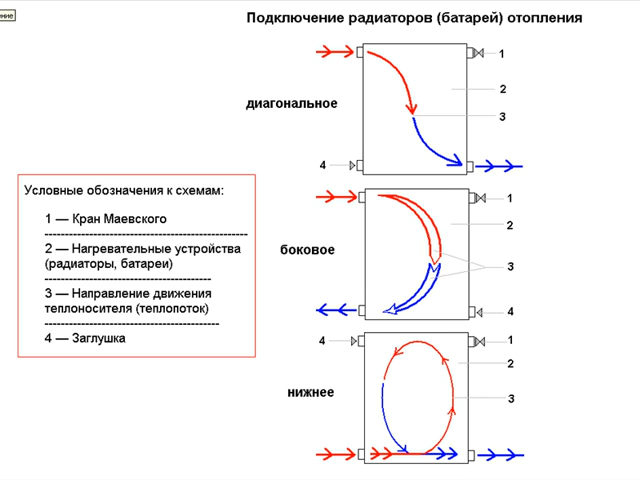 ение
Подключение радиаторов (батарей) отопления
диагональное
1
2
3
4
Условные обозначения к схемам:
1 — Кран Маевского
2 — Нагревательные устройства
(радиаторы, батареи)
3 — Направление движения
теплоносителя (теплопоток)
4 — Заглушка
боковое
1
2
3
4
нижнее
4
1
2
3